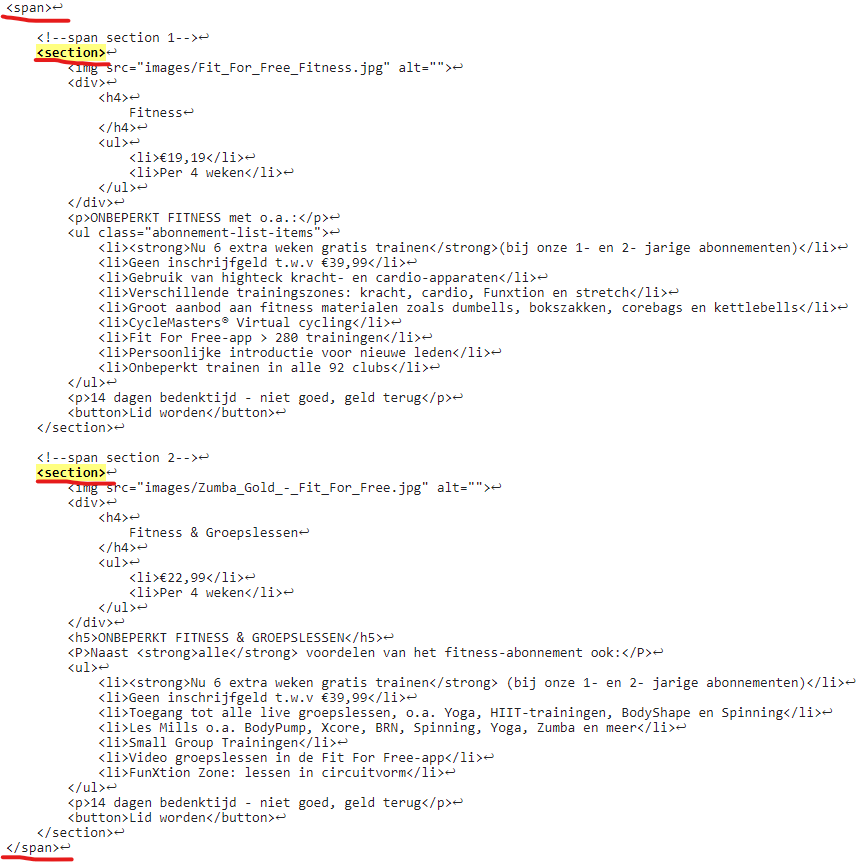 <span>↩
<!--span section 1-->↩
<section>↩
<img src="images/Fit_For_Free_Fitness.jpg" alt="">↩
<div>↩
<h4>↩
Fitness↩
</h4>↩
<ul>↩
<li>€19,19</li>↩
<li>Per 4 weken</li>↩
</ul>↩
</div>↩
<p>ONBEPERKT FITNESS met o.a.:</p>↩
<ul class="abonnement-list-items">↩
<li><strong>Nu 6 extra weken gratis trainen</strong>(bij onze 1- en 2- jarige abonnementen)</li>↩
<li>Geen inschrijfgeld t.w.v €39,99</li>↩
<li>Gebruik van highteck kracht- en cardio-apparaten</li>↩
<li>Verschillende trainingszones: kracht, cardio, Funxtion en stretch</li>↩
<li>Groot aanbod aan fitness materialen zoals dumbells, bokszakken, corebags en kettlebells</li>↩
<li>CycleMasters® Virtual cycling</li>↩
<li>Fit For Free-app > 280 trainingen</li>↩
<li>Persoonlijke introductie voor nieuwe leden</li>↩
<li>Onbeperkt trainen in alle 92 clubs</li>↩
</ul>↩
<p>14 dagen bedenktijd - niet goed, geld terug</p>↩
<button>Lid worden</button>↩
</section>↩
<!--span section 2-->↩
<section>↩
<img src="images/Zumba_Gold_-_Fit_For_Free.jpg" alt="">↩
<div>↩
<h4>↩
Fitness & Groepslessen↩
</h4>↩
<ul>↩
<li>€22,99</li>↩
<li>Per 4 weken</li>↩
</ul>↩
</div>↩
<h5>ONBEPERKT FITNESS & GROEPSLESSEN</h5>↩
<P>Naast <strong>alle</strong> voordelen van het fitness-abonnement ook:</P>↩
<ul>↩
<li><strong>Nu 6 extra weken gratis trainen</strong> (bij onze 1- en 2- jarige abonnementen)</li>↩
<li>Geen inschrijfgeld t.w.v €39,99</li>↩
<li>Toegang tot alle live groepslessen, o.a. Yoga, HIIT-trainingen, BodyShape en Spinning</li>↩
<li>Les Mills o.a. BodyPump, Xcore, BRN, Spinning, Yoga, Zumba en meer</li>↩
<li>Small Group Trainingen</li>↩
<li>Video groepslessen in de Fit For Free-app</li>↩
<li>FunXtion Zone: lessen in circuitvorm</li>↩
</ul>↩
<p>14 dagen bedenktijd - niet goed, geld terug</p>↩
<button>Lid worden</button>↩
</section>↩
</span>↩